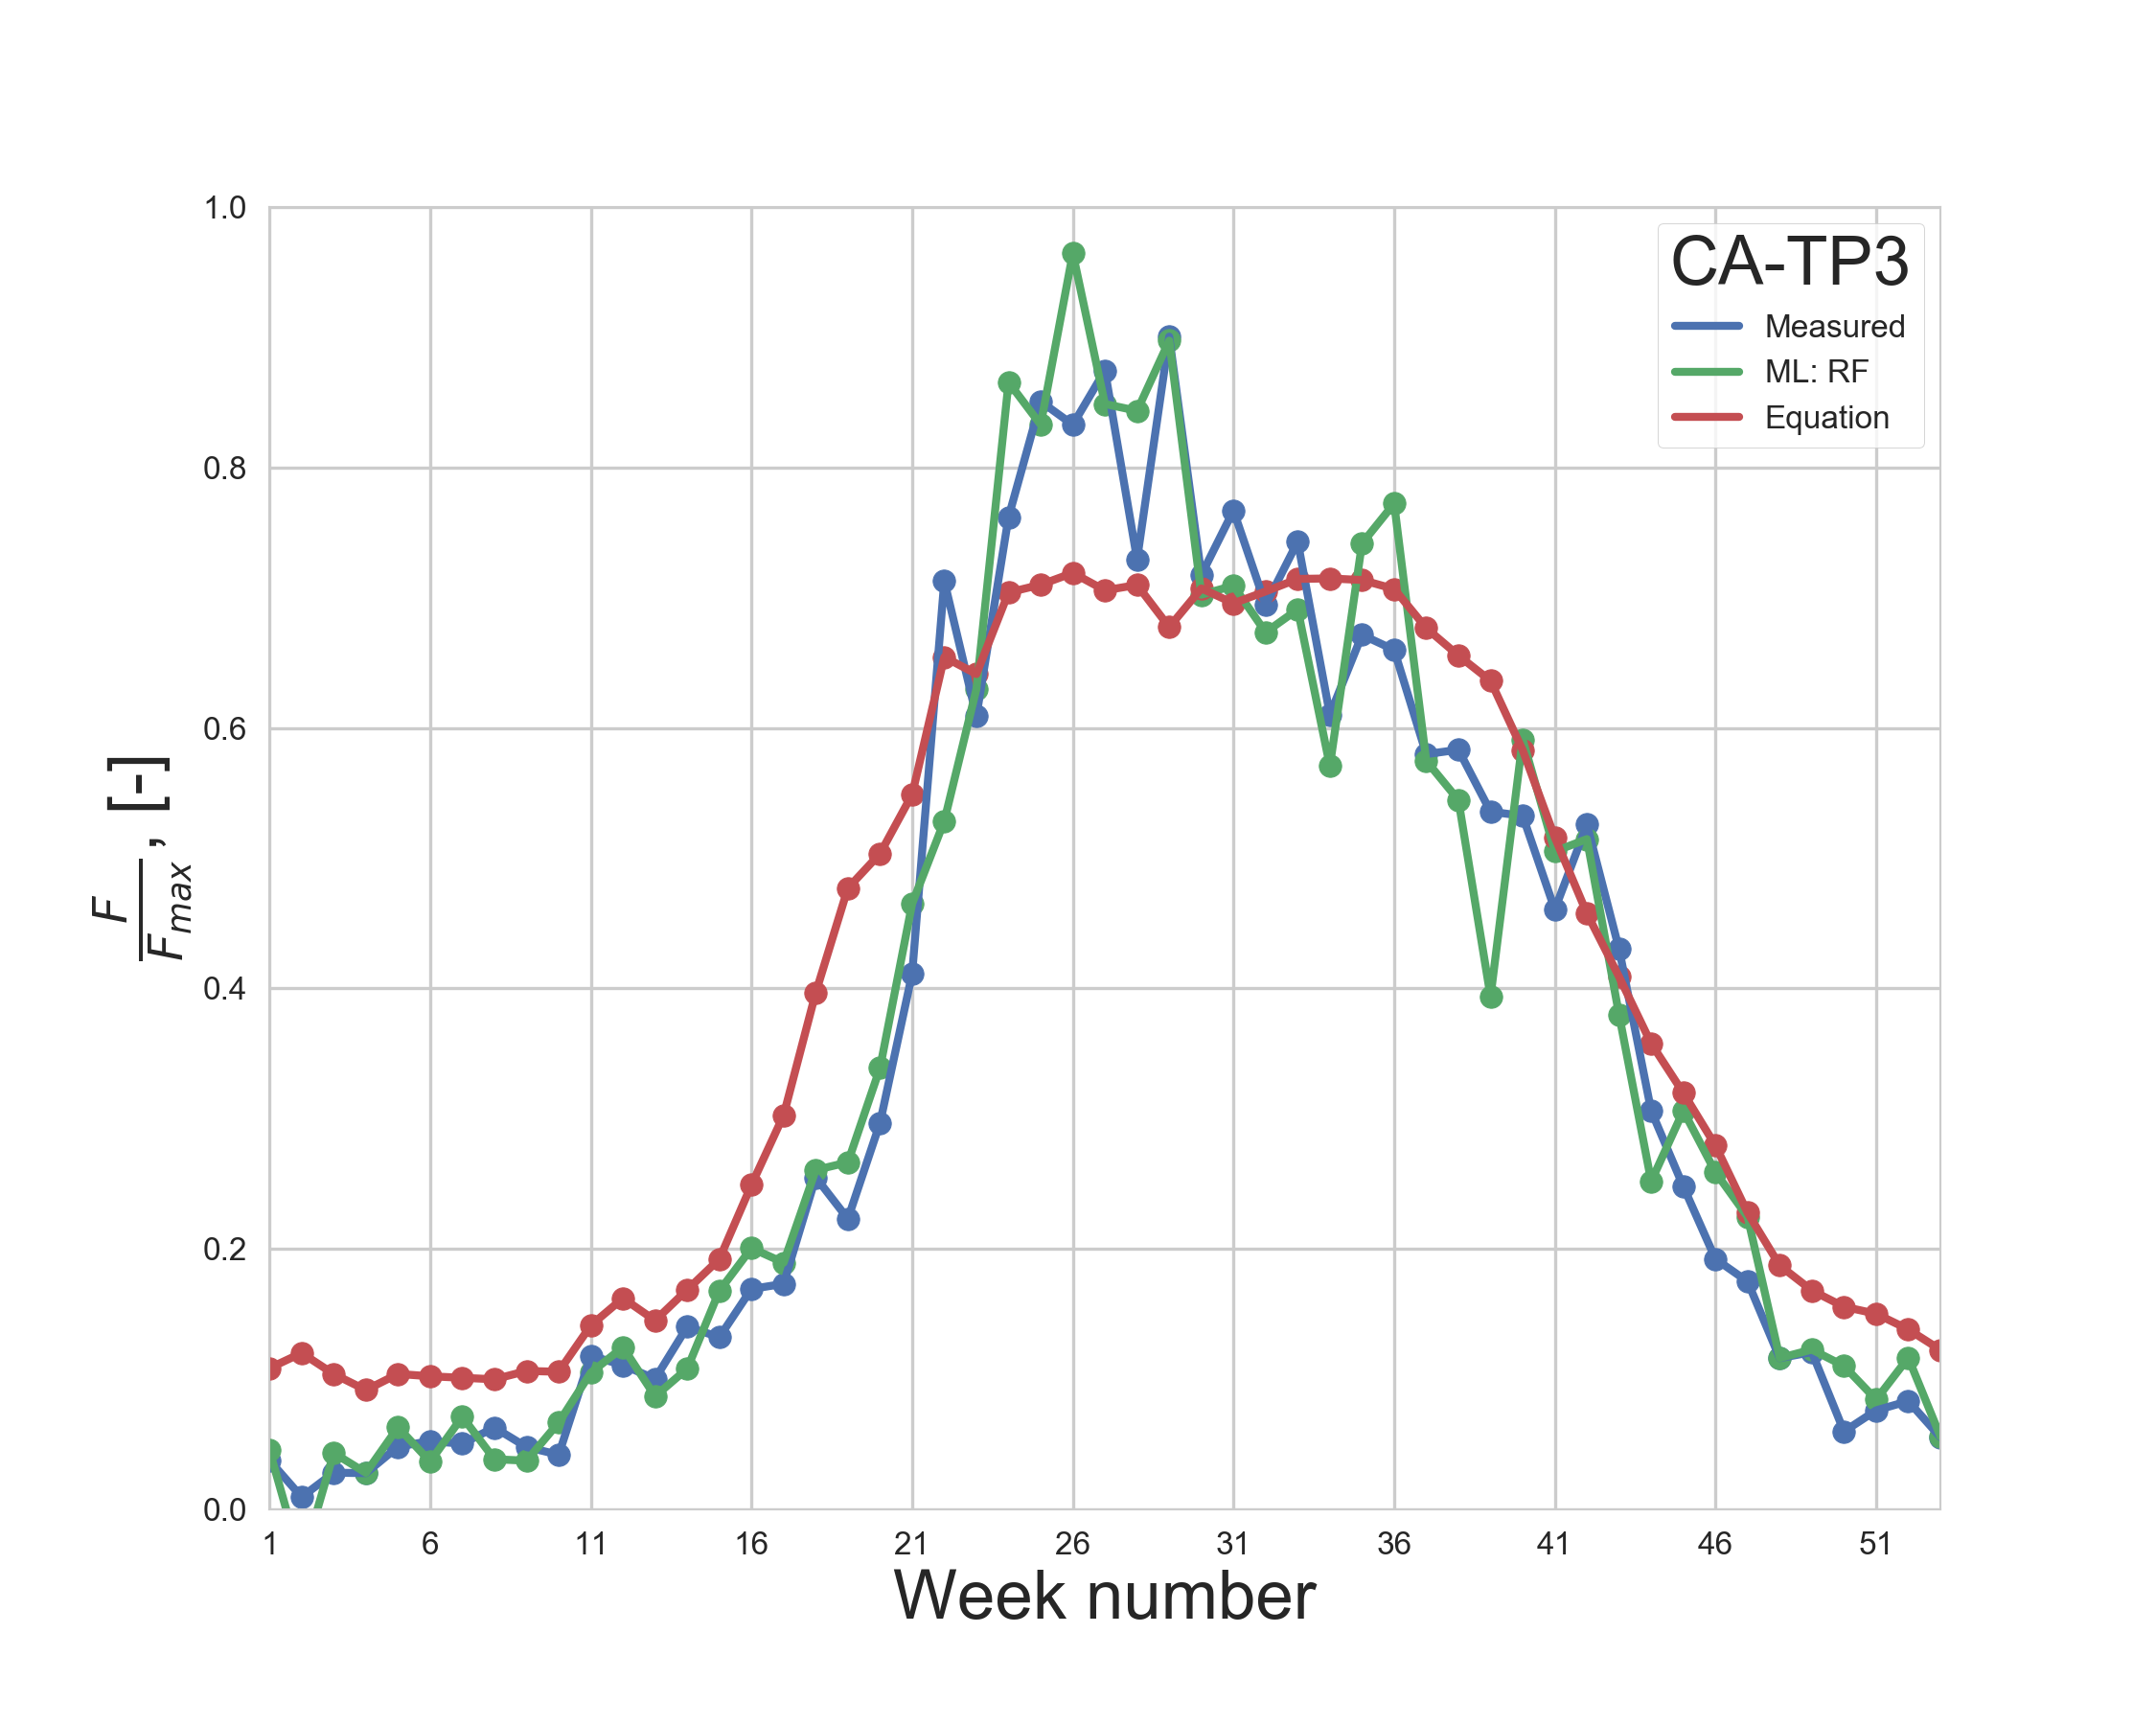 CA-TP3
Measured
ML: RF
Equation
1.0
0.8
0.6
0.4
0.2
0.0
F/Fmax, [-]
1 6 11 16 21 26 31 36 41 46 51
Week number